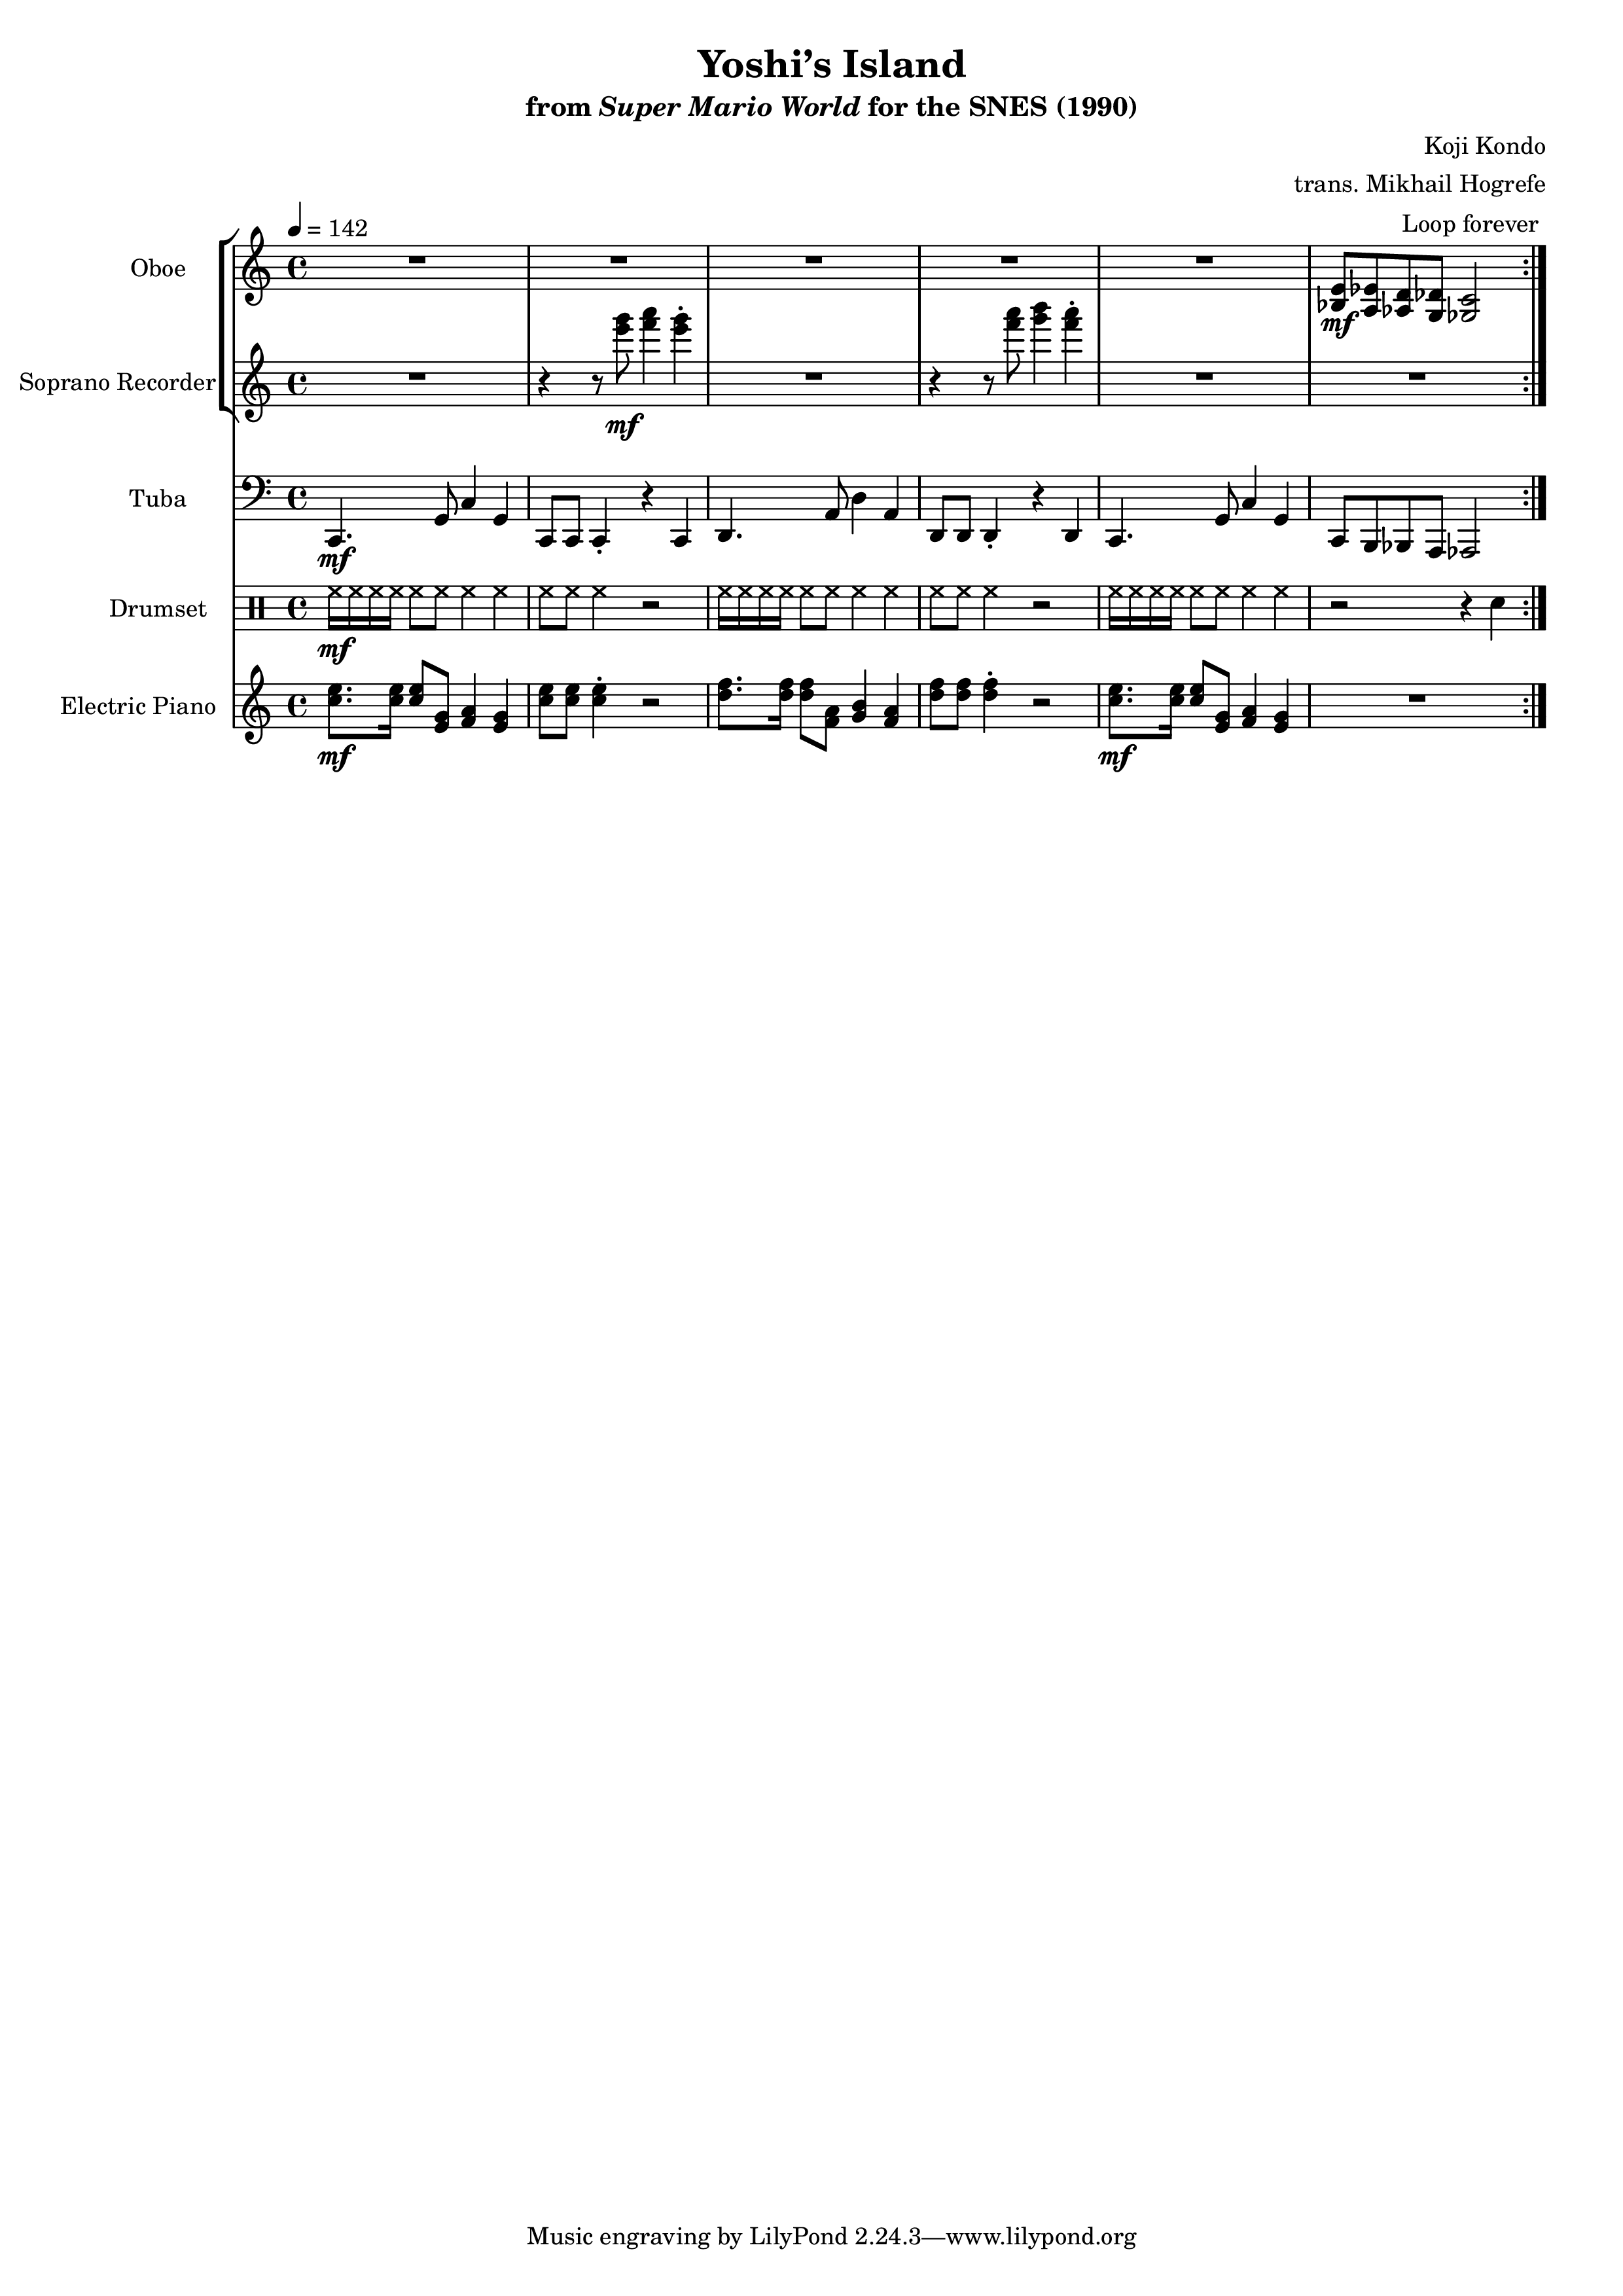 Yoshi’s Island
from Super Mario World for the SNES (1990)
Koji Kondo
trans. Mikhail Hogrefe
= 142
Loop forever
Oboe
mf
Soprano Recorder
mf
Tuba
mf
Drumset
mf
Electric Piano
mf
mf
Music engraving by LilyPond 2.24.3—www.lilypond.org